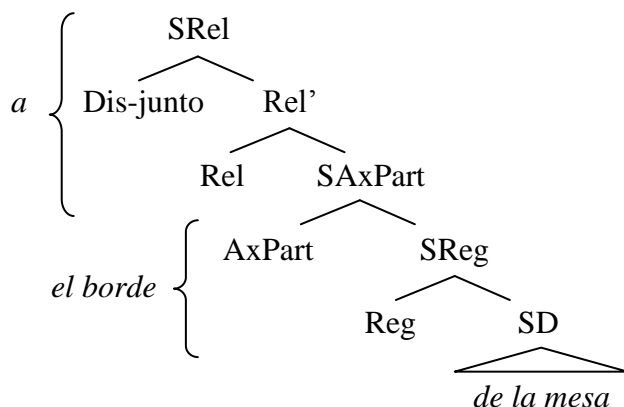 SRel
a Dis-junto Rel’
Rel SAxPart
AxPart SReg
el borde
Reg SD
de la mesa